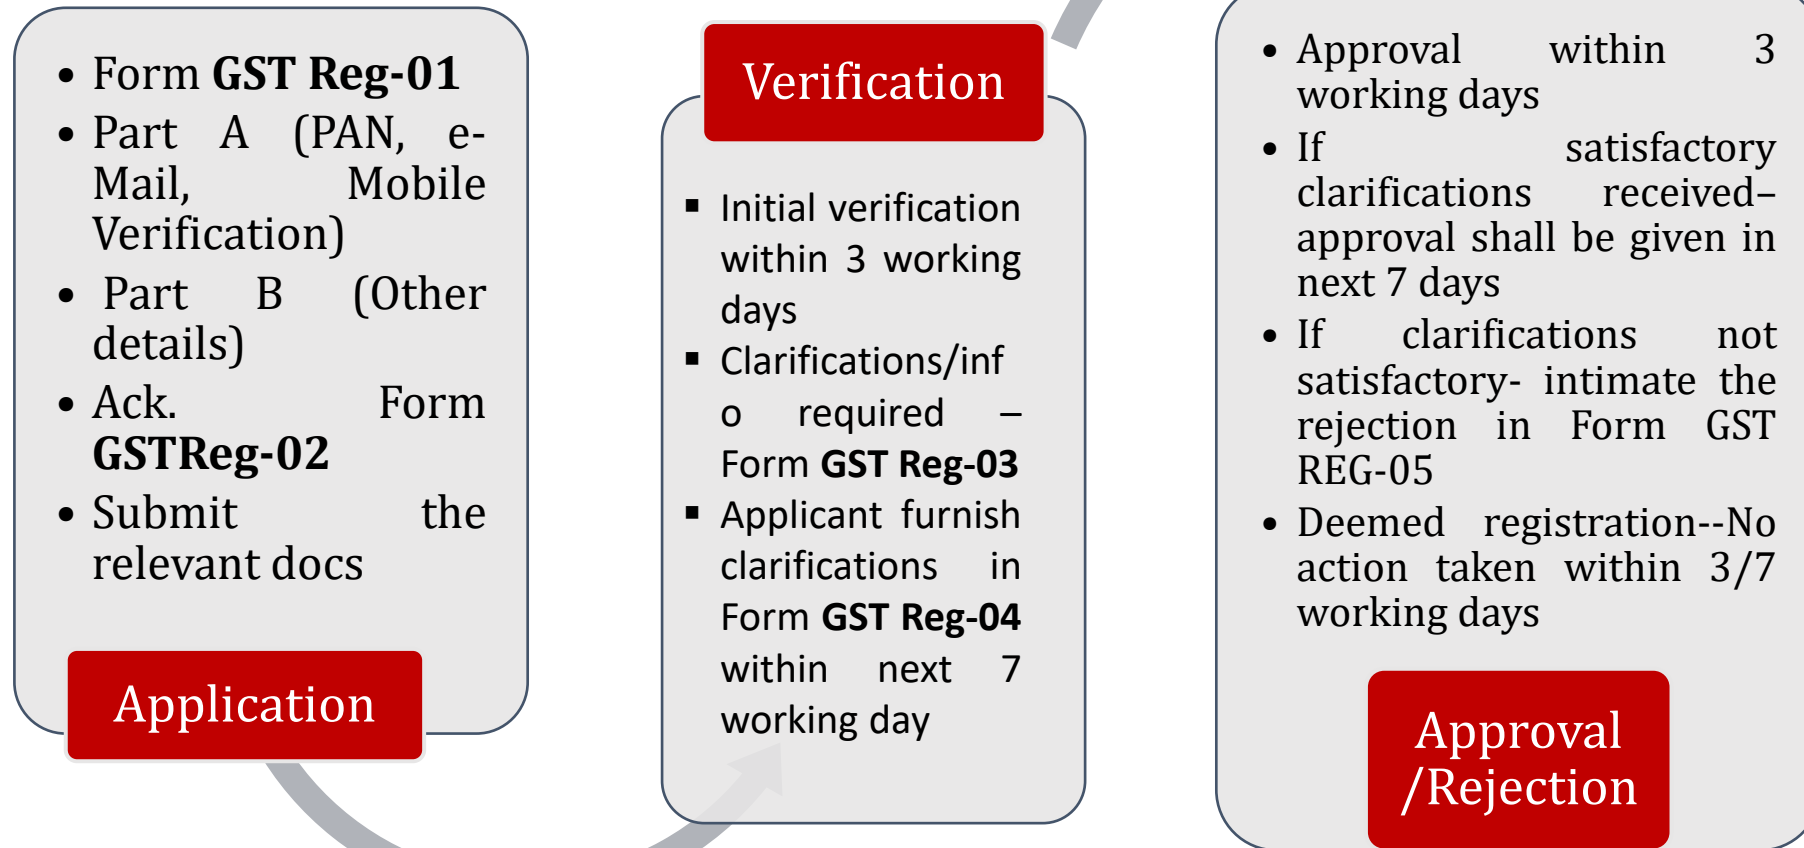 • Form GST Reg-01
• Part A (PAN, e-
Mail, Mobile
Verification)
• Part B (Other
details)
• Ack. Form
GSTReg-02
• Submit the
relevant docs
Application
Verification
▪ Initial verification
within 3 working
days
▪ Clarifications/inf
o required –
Form GST Reg-03
▪ Applicant furnish
clarifications in
Form GST Reg-04
within next 7
working day
• Approval within 3
working days
• If satisfactory
clarifications received–
approval shall be given in
next 7 days
• If clarifications not
satisfactory- intimate the
rejection in Form GST
REG-05
• Deemed registration--No
action taken within 3/7
working days
Approval
/Rejection